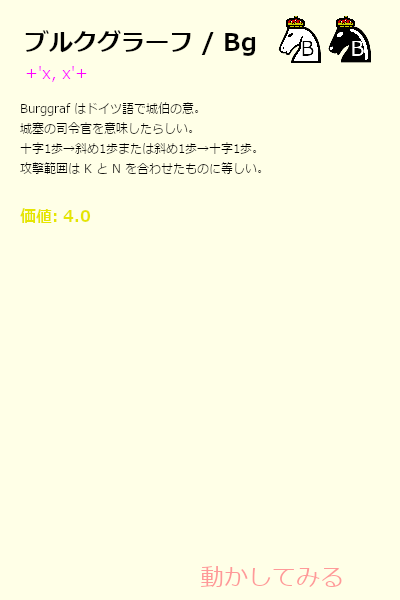 ブルクグラーフ / Bg
+'x, x'+
Burggraf はドイツ語で城伯の意。
城塞の司令官を意味したらしい。
十字1歩→斜め1歩または斜め1歩→十字1歩。
攻撃範囲は K と N を合わせたものに等しい。
価値: 4.0
動かしてみる
B
B